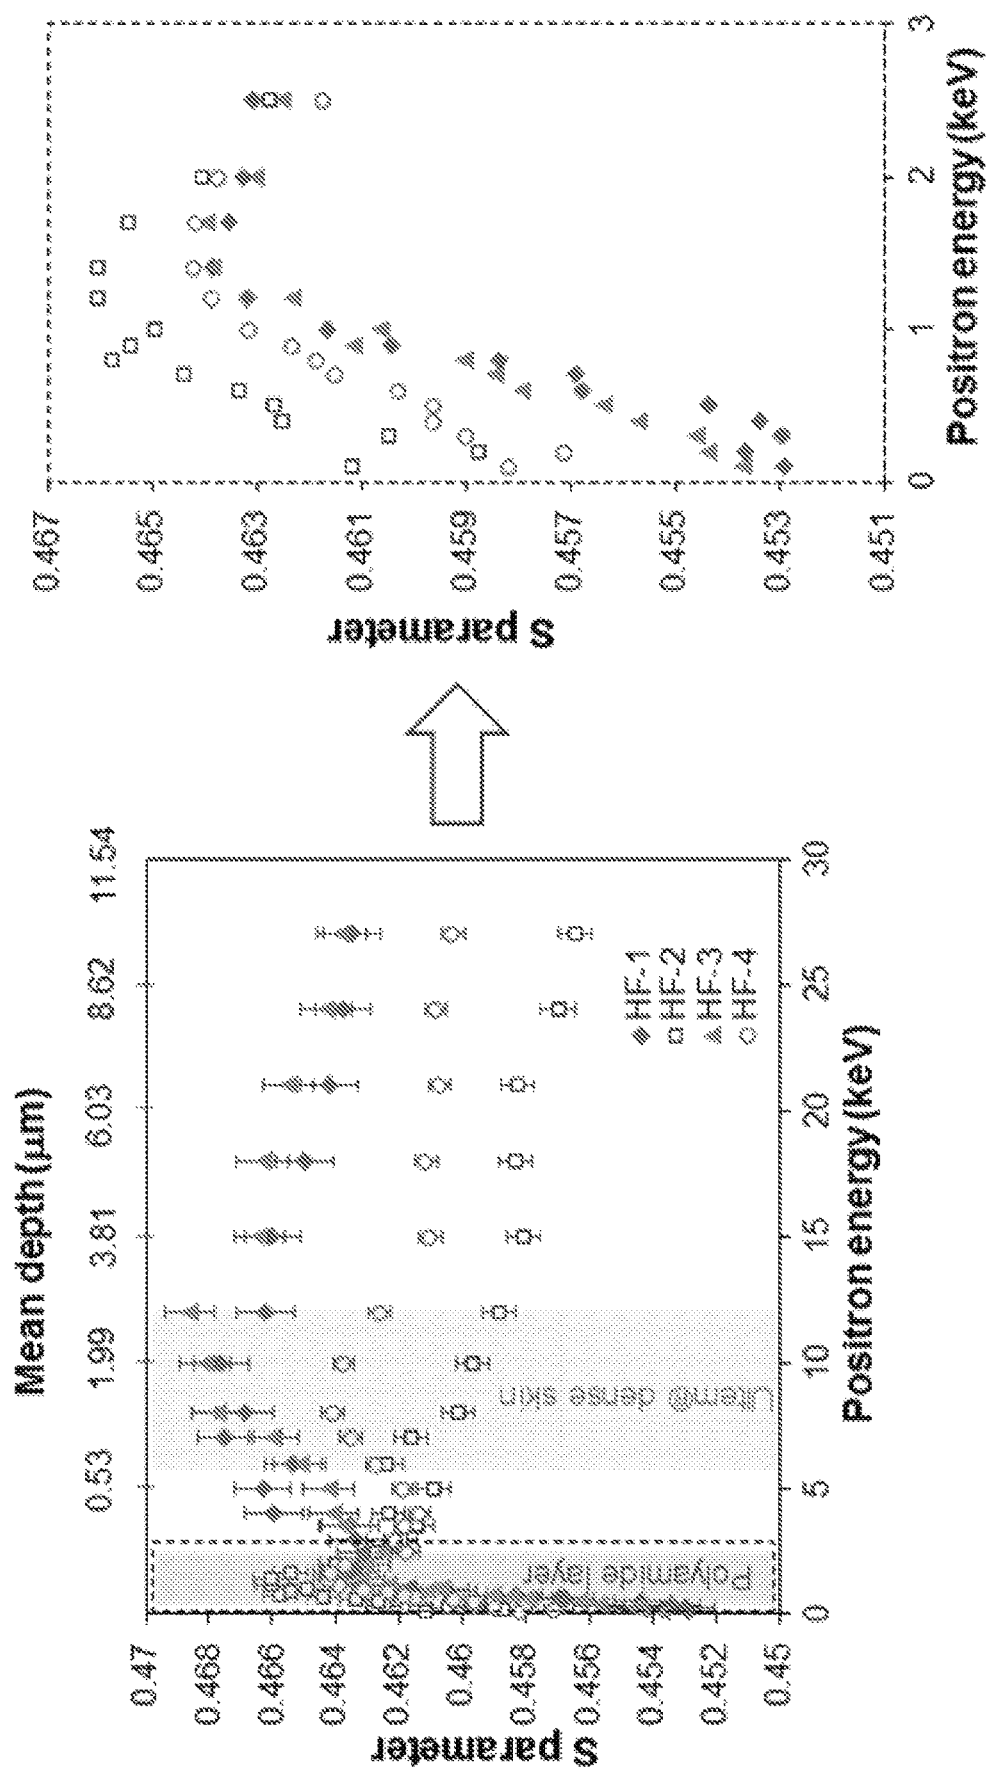 Mean depth (μm)
0.53 1.99 3.81 6.03 8.62 11.54
S parameter
0.47
0.468
0.466
0.464
0.462
0.46
0.458
0.456
0.454
0.452
0.45
Polyamide layer
Ultem® dense skin
HF-1
HF-2
HF-3
HF-4
0 5 10 15 20 25 30
Positron energy (keV)
S parameter
0.467
0.465
0.463
0.461
0.459
0.457
0.455
0.453
0.451
0 1 2 3
Positron energy (keV)